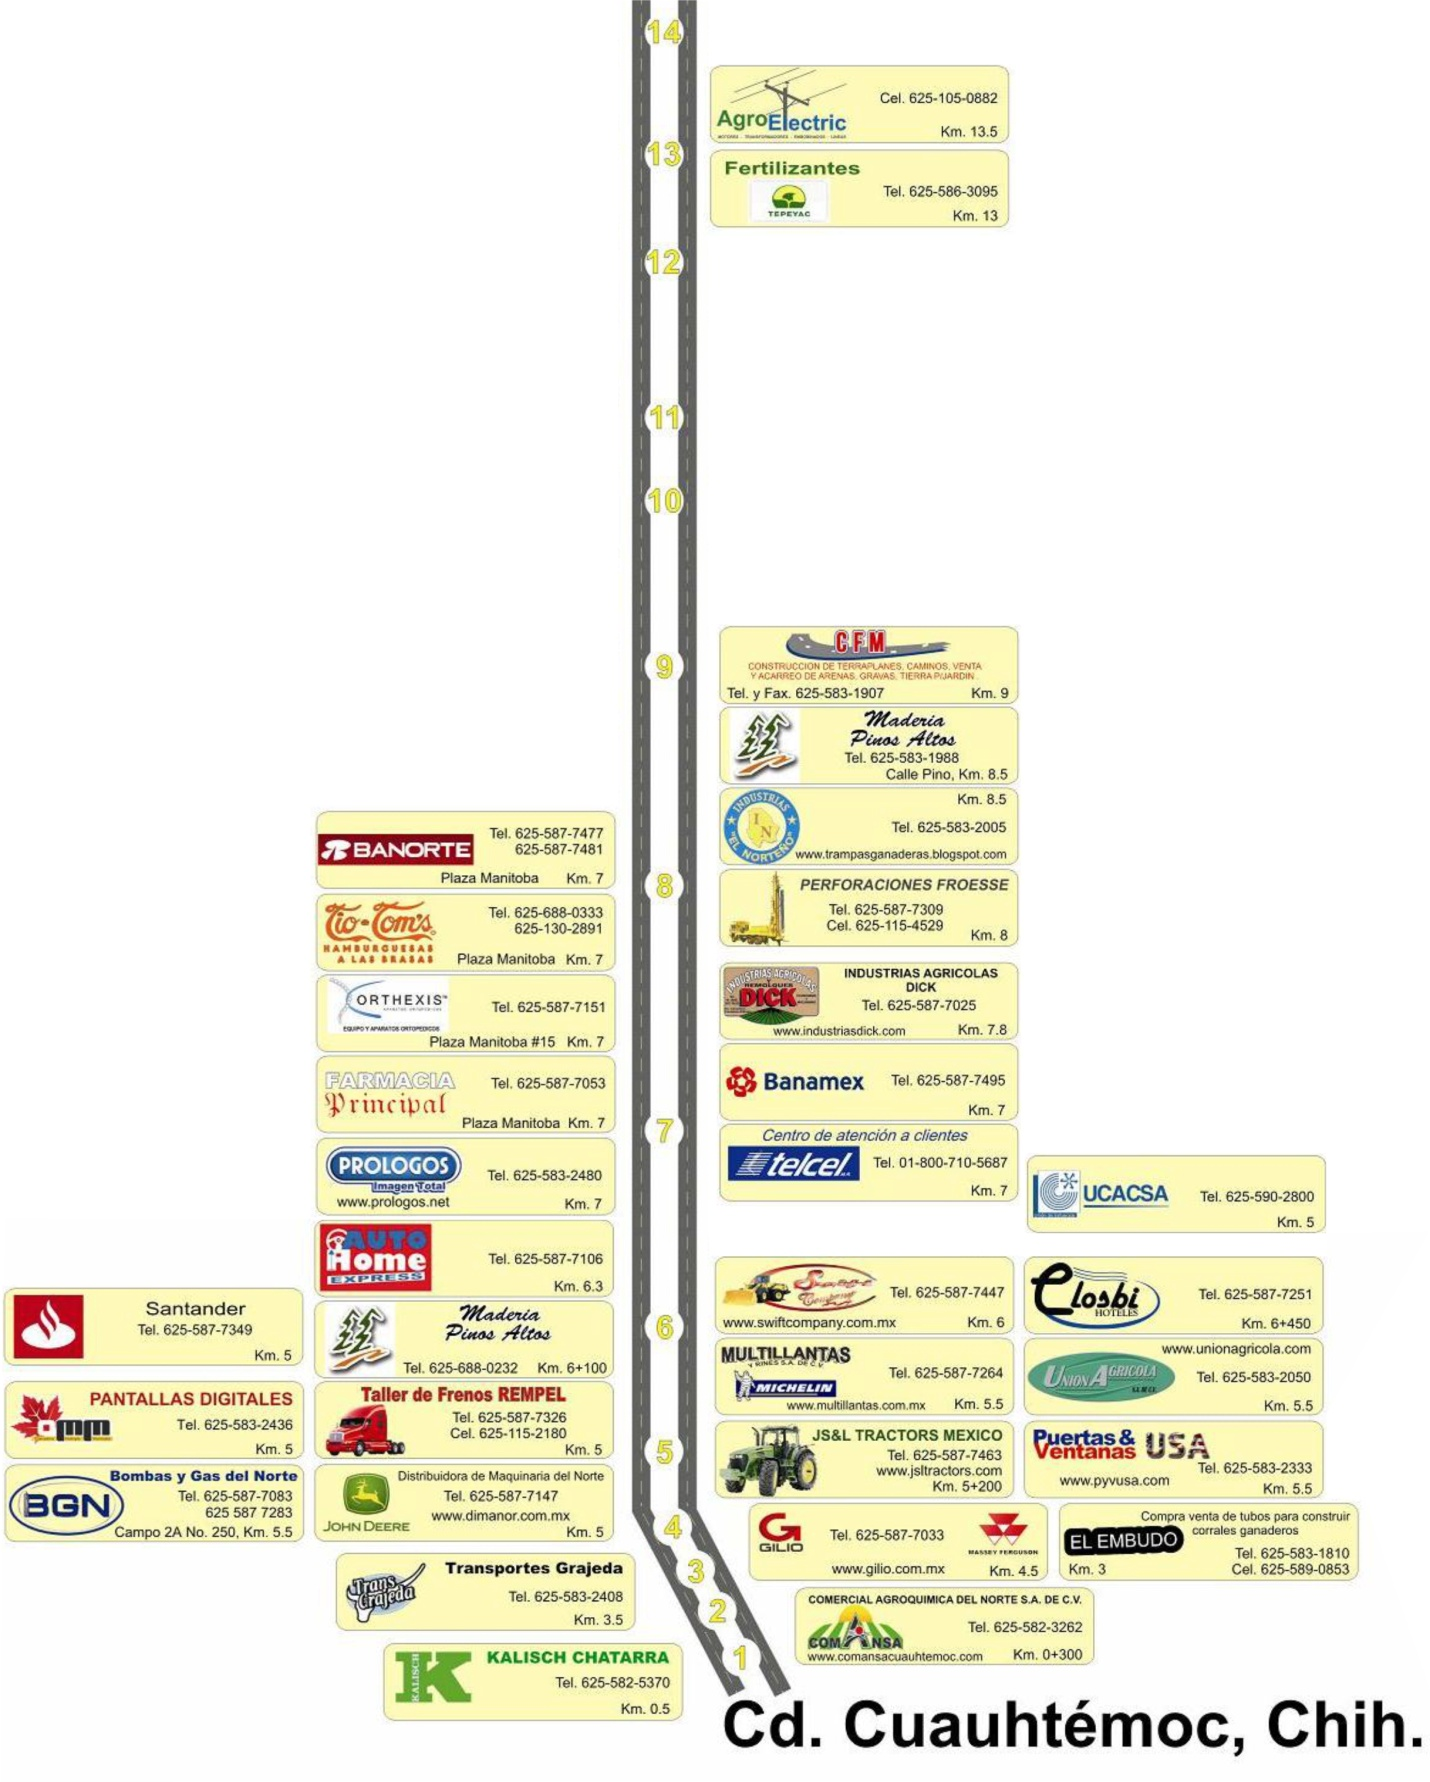 14
AgroElectric
MOTORES - TRANSFORMADORES - EMBOBINADOS - LINEAS
Cel. 625-105-0882
Km. 13.5
13
Fertilizantes
TEPEYAC
Tel. 625-586-3095
Km. 13
12
11
10
9
CFM
CONSTRUCCION DE TERRAPLANES, CAMINOS, VENTA
Y ACARREO DE ARENAS, GRAVAS, TIERRA P/JARDIN
Tel. y Fax. 625-583-1907 Km. 9
Maderia
Pinos Altos
Tel. 625-583-1988
Calle Pino, Km. 8.5
INDUSTRIAS
IN
"EL NORTEÑO"
Km. 8.5
Tel. 625-583-2005
www.trampasganaderas.blogspot.com
BANORTE
Tel. 625-587-7477
625-587-7481
Plaza Manitoba Km. 7
8
PERFORACIONES FROESSE
Tel. 625-587-7309
Cel. 625-115-4529
Km. 8
Tio-Tom's
HAMBURGUESAS
A LAS BRASAS
Tel. 625-688-0333
625-130-2891
Plaza Manitoba Km. 7
INDUSTRIAS AGRICOLAS
Y REMOLQUES
DICK
INDUSTRIAS AGRICOLAS
DICK
Tel. 625-587-7025
www.industriasdick.com Km. 7.8
ORTHEXIS
EQUIPO Y APARATOS ORTOPEDICOS
Tel. 625-587-7151
Plaza Manitoba #15 Km. 7
Banamex
Tel. 625-587-7495
Km. 7
FARMACIA
Principal
Tel. 625-587-7053
Plaza Manitoba Km. 7
7
Centro de atención a clientes
telcel
Tel. 01-800-710-5687
Km. 7
PROLOGOS
Imagen Total
www.prologos.net
Tel. 625-583-2480
Km. 7
UCACSA
Tel. 625-590-2800
Km. 5
AUTO
Home
EXPRESS
Tel. 625-587-7106
Km. 6.3
Company
Tel. 625-587-7447
www.swiftcompany.com.mx Km. 6
Closbi
HOTELES
Tel. 625-587-7251
Km. 6+450
Santander
Tel. 625-587-7349
Km. 5
Maderia
Pinos Altos
Tel. 625-688-0232 Km. 6+100
6
MULTILLANTAS
Y RINES S.A. DE C.V.
MICHELIN
Tel. 625-587-7264
www.multillantas.com.mx Km. 5.5
www.unionagricola.com
UNION AGRICOLA
Tel. 625-583-2050
Km. 5.5
PANTALLAS DIGITALES
omm
Tel. 625-583-2436
Km. 5
Taller de Frenos REMPEL
Tel. 625-587-7326
Cel. 625-115-2180
Km. 5
5
JS&L TRACTORS MEXICO
Tel. 625-587-7463
www.jsltractors.com
Km. 5+200
Puertas &
Ventanas USA
Tel. 625-583-2333
www.pyvusa.com
Km. 5.5
Bombas y Gas del Norte
BGN
Tel. 625-587-7083
625 587 7283
Campo 2A No. 250, Km. 5.5
Distribuidora de Maquinaria del Norte
Tel. 625-587-7147
www.dimanor.com.mx
JOHN DEERE
Km. 5
4
GILIO
Tel. 625-587-7033
MASSEY FERGUSON
www.gilio.com.mx Km. 4.5
Compra venta de tubos para construir
corrales ganaderos
EL EMBUDO
Tel. 625-583-1810
Km. 3 Cel. 625-589-0853
Transportes Grajeda
Trans
Grajeda
Tel. 625-583-2408
Km. 3.5
3
2
COMERCIAL AGROQUIMICA DEL NORTE S.A. DE C.V.
COMANSA
Tel. 625-582-3262
www.comansacuauhtemoc.com Km. 0+300
KALISCH
K
KALISCH CHATARRA
Tel. 625-582-5370
Km. 0.5
1
Cd. Cuauhtémoc, Chih.